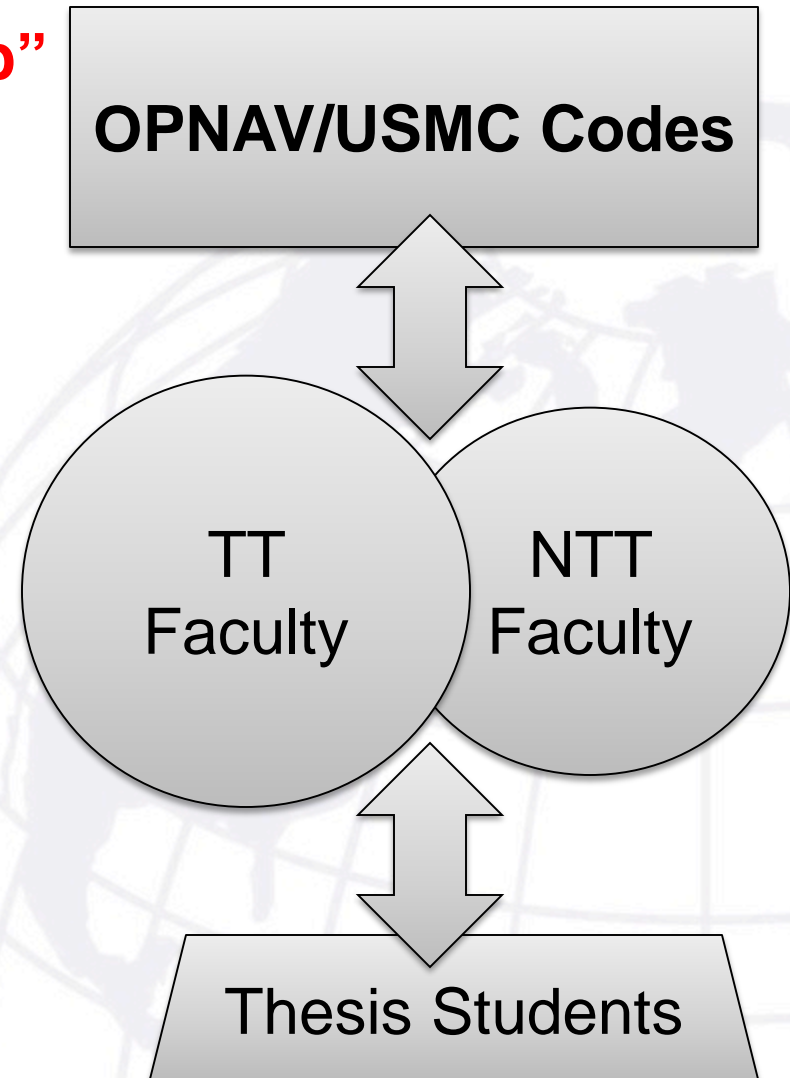 OPNAV/USMC Codes
TT
Faculty
NTT
Faculty
Thesis Students